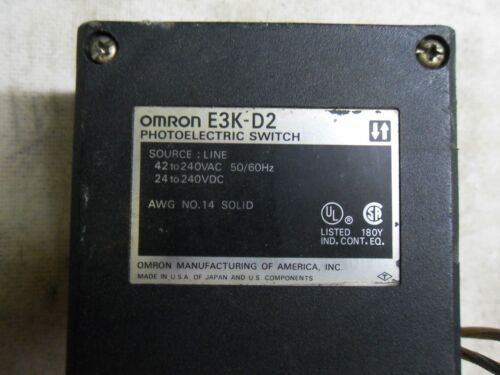 OMRON E3K-D2
PHOTOELECTRIC SWITCH
SOURCE : LINE
42 to 240VAC 50/60Hz
24 to 240VDC
AWG NO.14 SOLID
UL ® SA
LISTED 180Y
IND. CONT. EQ.
OMRON MANUFACTURING OF AMERICA, INC.
MADE IN U.S.A. OF JAPAN AND U.S. COMPONENTS